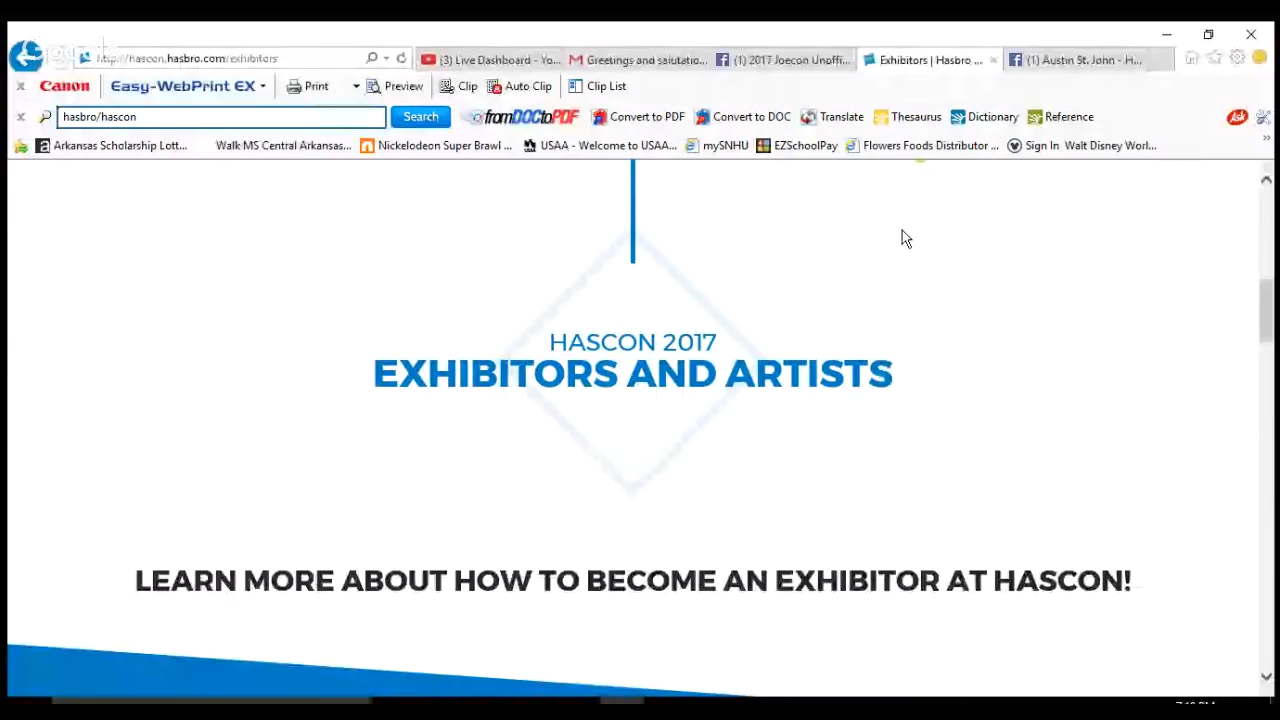 http://hascon.hasbro.com/exhibitors
(3) Live Dashboard - Yo...
Greetings and salutatio...
(1) 2017 Joecon Unoffi...
Exhibitors | Hasbro ...
(1) Austin St. John - H...
Canon
Easy-WebPrint EX
Print
Preview
Clip
Auto Clip
Clip List
hasbro/hascon
Search
fromDOCtoPDF
Convert to PDF
Convert to DOC
Translate
Thesaurus
Dictionary
Reference
Ask
Arkansas Scholarship Lott...
Walk MS Central Arkansas...
Nickelodeon Super Brawl ...
USAA - Welcome to USAA...
mySNHU
EZSchoolPay
Flowers Foods Distributor ...
Sign In
Walt Disney Worl...
HASCON 2017
EXHIBITORS AND ARTISTS
LEARN MORE ABOUT HOW TO BECOME AN EXHIBITOR AT HASCON!